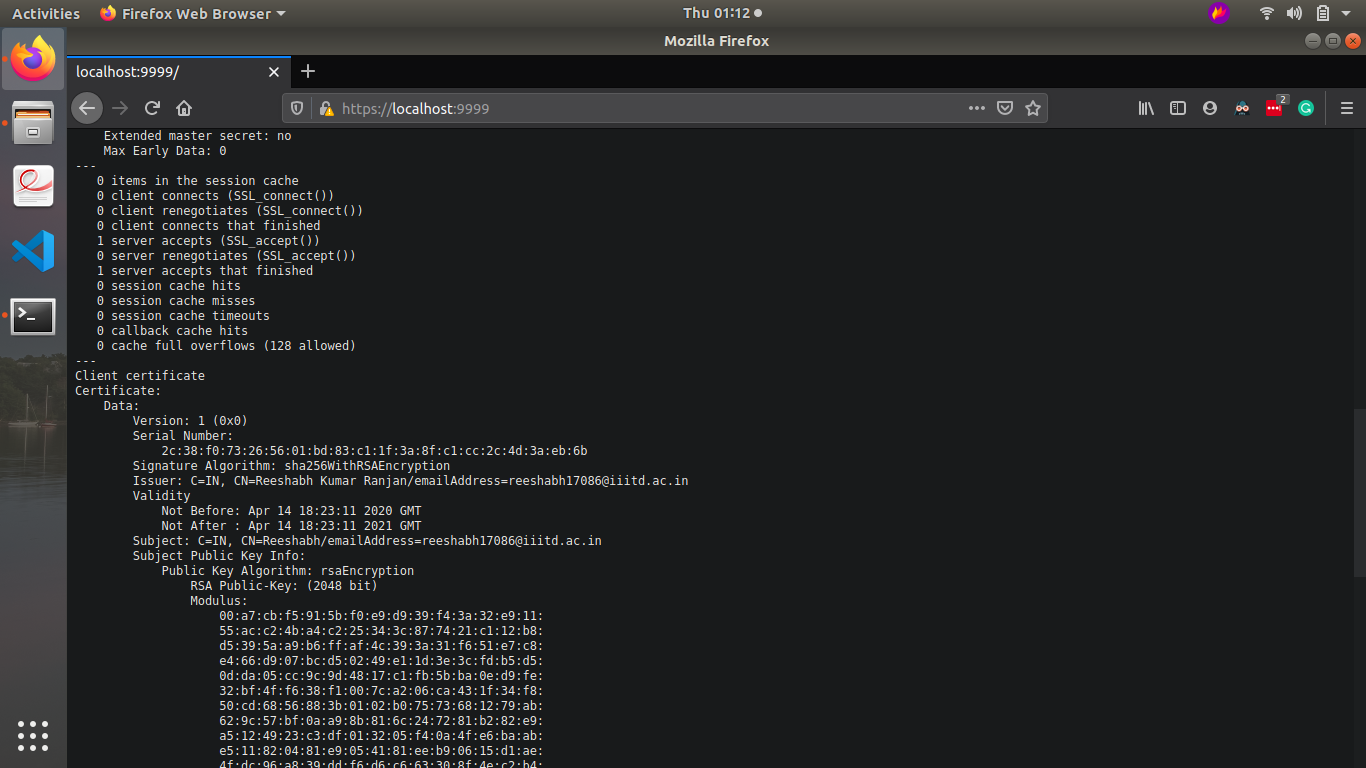 Activities Firefox Web Browser Thu 01:12
Mozilla Firefox
localhost:9999/
https://localhost:9999
2
    Extended master secret: no
    Max Early Data: 0
---
   0 items in the session cache
   0 client connects (SSL_connect())
   0 client renegotiates (SSL_connect())
   0 client connects that finished
   1 server accepts (SSL_accept())
   0 server renegotiates (SSL_accept())
   1 server accepts that finished
   0 session cache hits
   0 session cache misses
   0 session cache timeouts
   0 callback cache hits
   0 cache full overflows (128 allowed)
---
Client certificate
Certificate:
    Data:
        Version: 1 (0x0)
        Serial Number:
            2c:38:f0:73:26:56:01:bd:83:c1:1f:3a:8f:c1:cc:2c:4d:3a:eb:6b
        Signature Algorithm: sha256WithRSAEncryption
        Issuer: C=IN, CN=Reeshabh Kumar Ranjan/emailAddress=reeshabh17086@iiitd.ac.in
        Validity
            Not Before: Apr 14 18:23:11 2020 GMT
            Not After : Apr 14 18:23:11 2021 GMT
        Subject: C=IN, CN=Reeshabh/emailAddress=reeshabh17086@iiitd.ac.in
        Subject Public Key Info:
            Public Key Algorithm: rsaEncryption
                RSA Public-Key: (2048 bit)
                Modulus:
                    00:a7:cb:f5:91:5b:f0:e9:d9:39:f4:3a:32:e9:11:
                    55:ac:c2:4b:a4:c2:25:34:3c:87:74:21:c1:12:b8:
                    d5:39:5a:a9:b6:ff:af:4c:39:3a:31:f6:51:e7:c8:
                    e4:66:d9:07:bc:d5:02:49:e1:1d:3e:3c:fd:b5:d5:
                    0d:da:05:cc:9c:9d:48:17:c1:fb:5b:ba:0e:d9:fe:
                    32:bf:4f:f6:38:f1:00:7c:a2:06:ca:43:1f:34:f8:
                    50:cd:68:56:88:3b:01:02:b0:75:73:68:12:79:ab:
                    62:9c:57:bf:0a:a9:8b:81:6c:24:72:81:b2:82:e9:
                    a5:12:49:23:c3:df:01:32:05:f4:0a:4f:e6:ba:ab:
                    e5:11:82:04:81:e9:05:41:81:ee:b9:06:15:d1:ae:
                    4f:dc:96:a8:39:dd:f6:d6:c6:63:30:8f:4e:c2:b4: